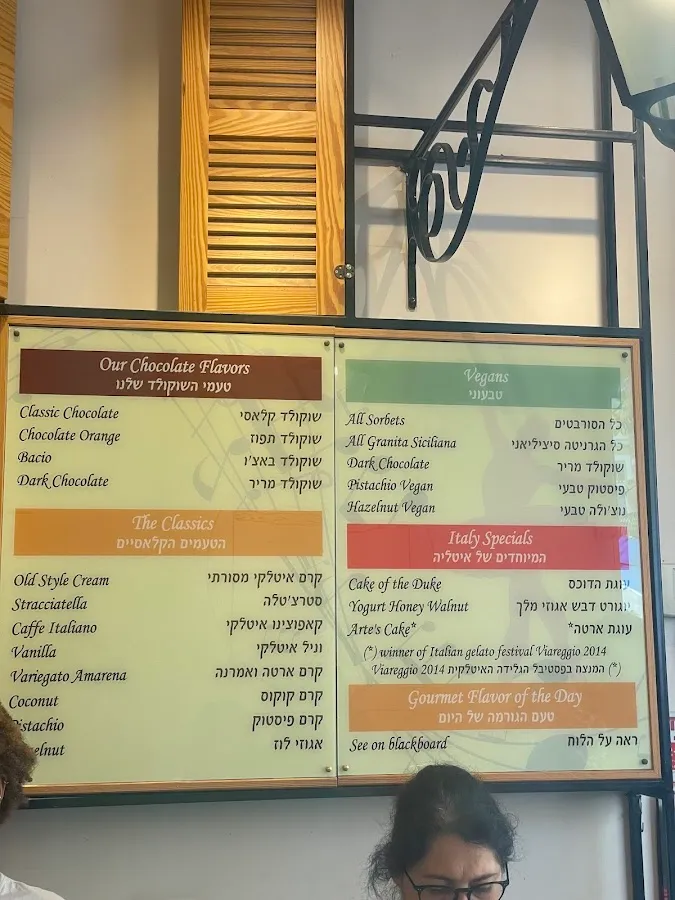 Our Chocolate Flavors
טעמי השוקולד שלנו
Classic Chocolate שוקולד קלאסי
Chocolate Orange שוקולד תפוז
Bacio שוקולד באצ'ו
Dark Chocolate שוקולד מריר
The Classics
הטעמים הקלאסיים
Old Style Cream קרם איטלקי מסורתי
Stracciatella סטרצ'טלה
Caffe Italiano קאפוצינו איטלקי
Vanilla וניל איטלקי
Variegato Amarena קרם ארטה ואמרנה
Coconut קרם קוקוס
Pistachio קרם פיסטוק
elnut אגוזי לוז
Vegans
טבעוני
All Sorbets כל הסורבטים
All Granita Siciliana כל הגרניטה סיציליאני
Dark Chocolate שוקולד מריר
Pistachio Vegan פיסטוק טבעי
Hazelnut Vegan נוצ'ולה טבעי
Italy Specials
המיוחדים של איטליה
Cake of the Duke עוגת הדוכס
Yogurt Honey Walnut יוגורט דבש אגוזי מלך
Arte's Cake* עוגת ארטה*
(*) winner of Italian gelato festival Viareggio 2014
(*) המנצח בפסטיבל הגלידה האיטלקית Viareggio 2014
Gourmet Flavor of the Day
טעם הגורמה של היום
See on blackboard ראה על הלוח